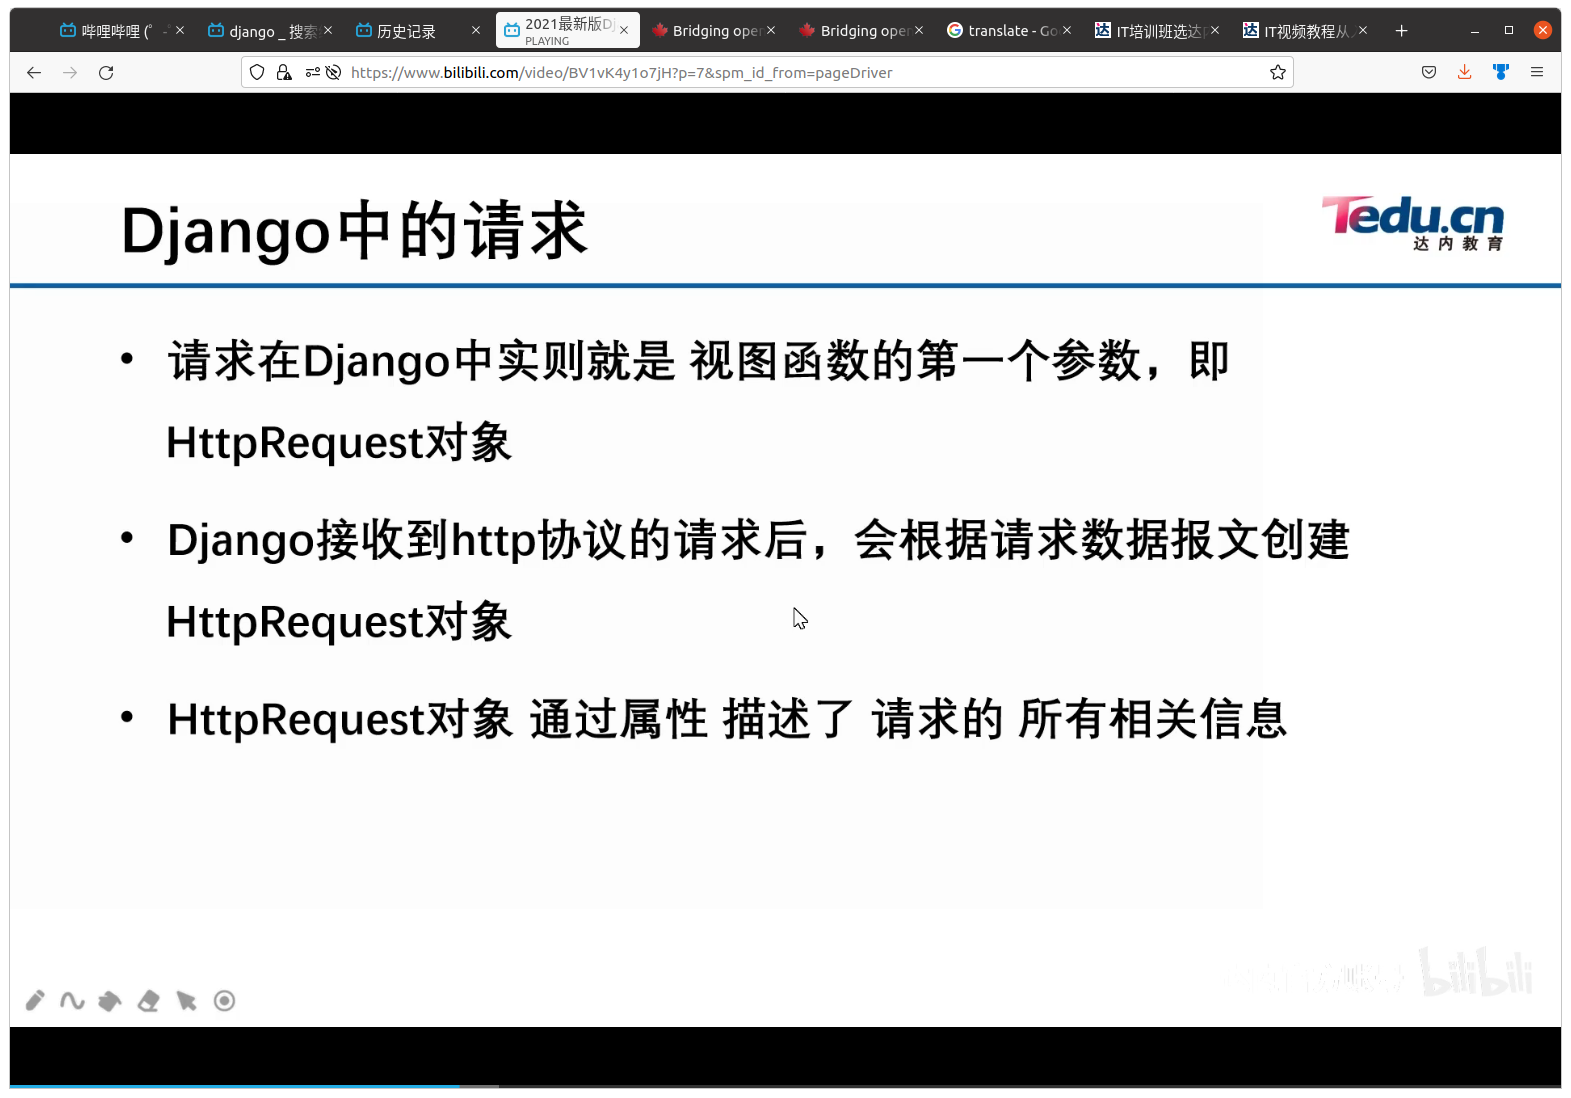 哔哩哔哩 (゜-゜
django _ 搜索
历史记录
2021最新版Dj
PLAYING
Bridging oper
Bridging oper
translate - Go
IT培训班选达内
IT视频教程从入
https://www.bilibili.com/video/BV1vK4y1o7jH?p=7&spm_id_from=pageDriver
Django中的请求
Tedu.cn
达内教育
• 请求在Django中实则就是 视图函数的第一个参数，即
HttpRequest对象
• Django接收到http协议的请求后，会根据请求数据报文创建
HttpRequest对象
• HttpRequest对象 通过属性 描述了 请求的 所有相关信息
bilibili